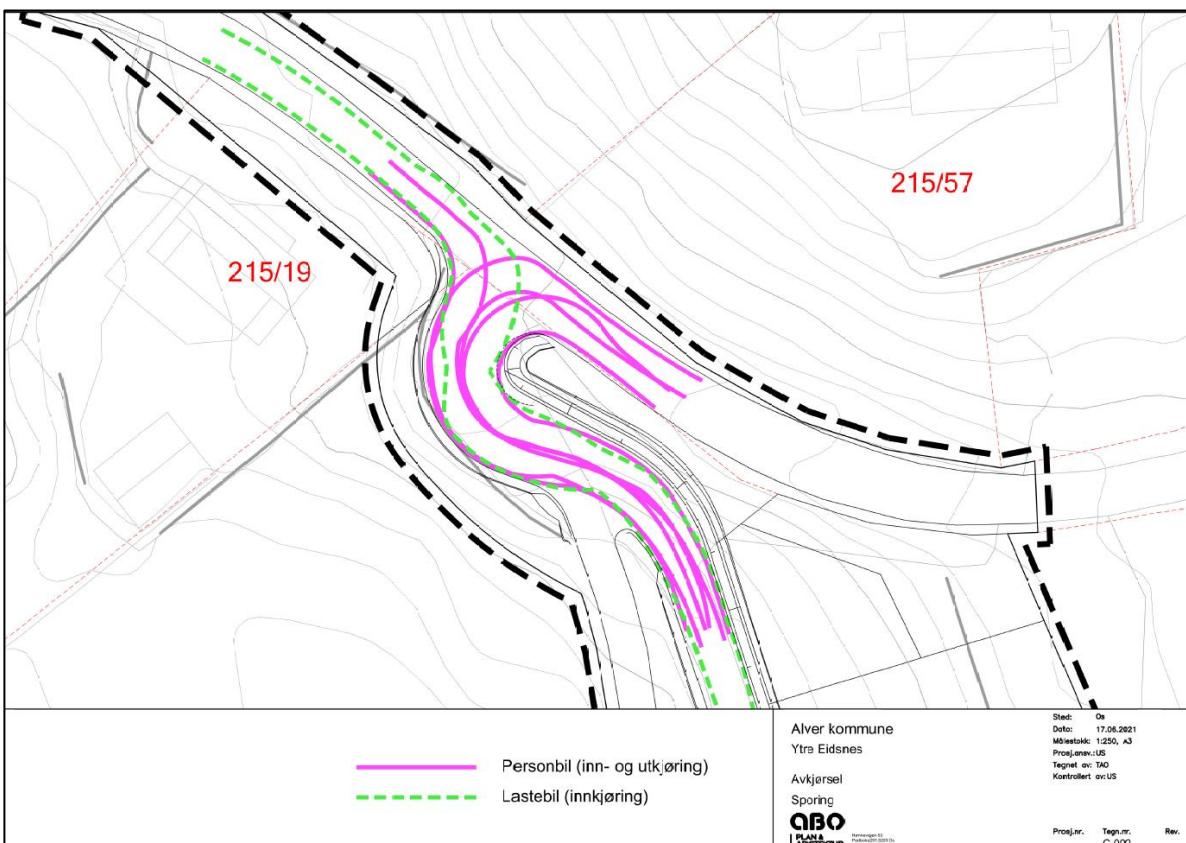 215/57
215/19
Personbil (inn- og utkjøring)
Lastebil (innkjøring)
Alver kommune
Ytre Eidsnes
Avkjørsel
Sporing
Sted: Os
Dato: 17.06.2021
Målestokk: 1:250, A3
Prosj.ansv.: US
Tegnet av: TAO
Kontrollert av: US
ABO
PLAN &
Prosj.nr. Tegn.nr. Rev.